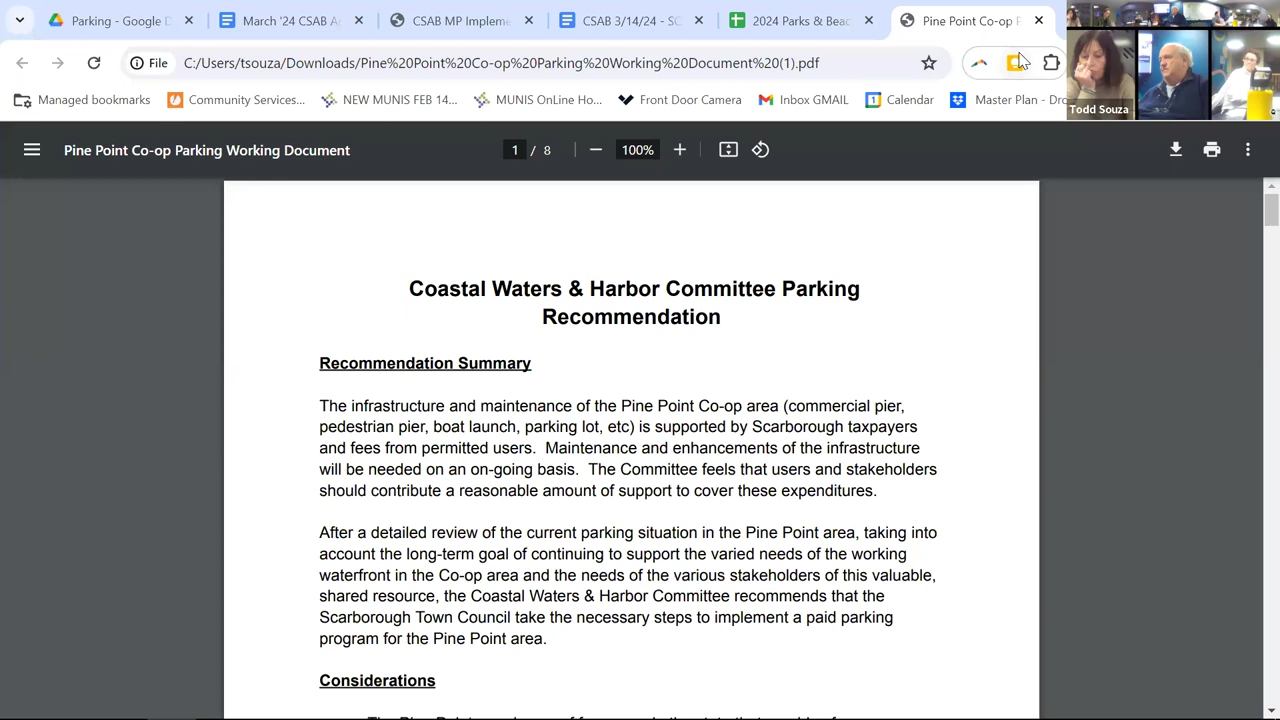 Parking - Google D
March '24 CSAB A
CSAB MP Impleme
CSAB 3/14/24 - SC
2024 Parks & Bea
Pine Point Co-op P
File
C:/Users/tsouza/Downloads/Pine%20Point%20Co-op%20Parking%20Working%20Document%20(1).pdf
Managed bookmarks
Community services...
NEW MUNIS FEB 14...
MUNIS OnLine Ho...
Front Door Camera
Inbox GMAIL
Calendar
Master Plan - Dro
Todd Souza
Pine Point Co-op Parking Working Document
1 / 8
100%
Coastal Waters & Harbor Committee Parking
Recommendation
Recommendation Summary
The infrastructure and maintenance of the Pine Point Co-op area (commercial pier,
pedestrian pier, boat launch, parking lot, etc) is supported by Scarborough taxpayers
and fees from permitted users. Maintenance and enhancements of the infrastructure
will be needed on an on-going basis. The Committee feels that users and stakeholders
should contribute a reasonable amount of support to cover these expenditures.
After a detailed review of the current parking situation in the Pine Point area, taking into
account the long-term goal of continuing to support the varied needs of the working
waterfront in the Co-op area and the needs of the various stakeholders of this valuable,
shared resource, the Coastal Waters & Harbor Committee recommends that the
Scarborough Town Council take the necessary steps to implement a paid parking
program for the Pine Point area.
Considerations